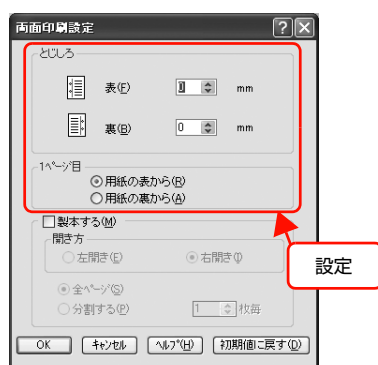 両面印刷設定
とじしろ
表(F) 0 mm
裏(B) 0 mm
1ページ目
用紙の表から(R)
用紙の裏から(A)
製本する(M)
開き方
左開き(E) 右開き(I)
設定
全ページ(S)
分割する(P) 1 枚毎
OK キャンセル ヘルプ(H) 初期値に戻す(D)